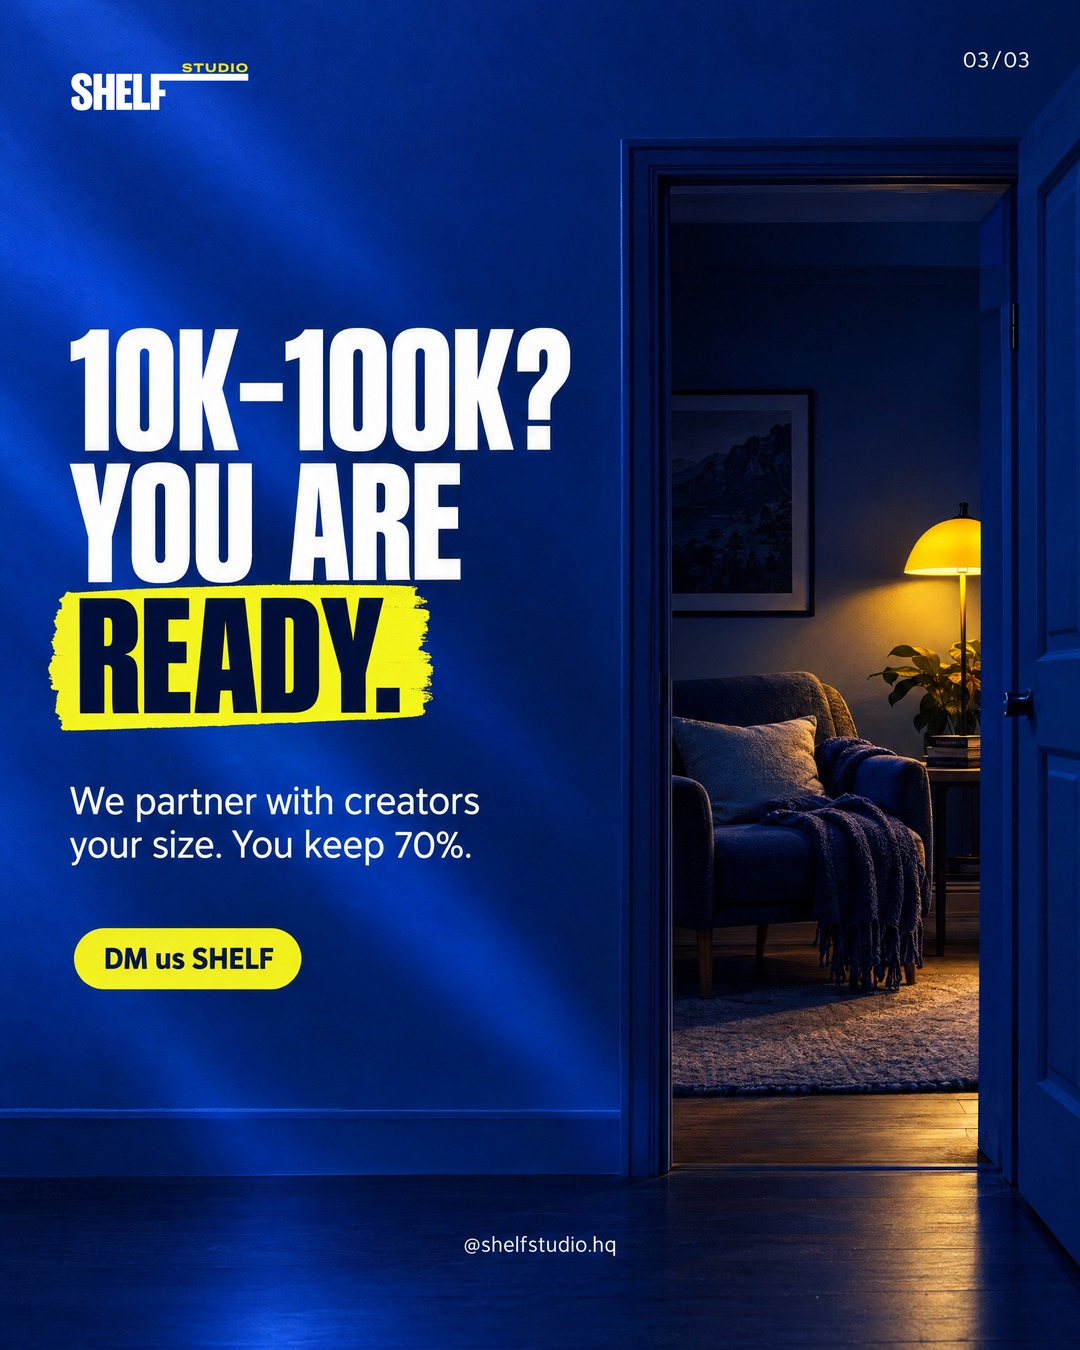 STUDIO
SHELF
03/03
10K-100K?
YOU ARE
READY.
We partner with creators
your size. You keep 70%.
DM us SHELF
@shelfstudio.hq